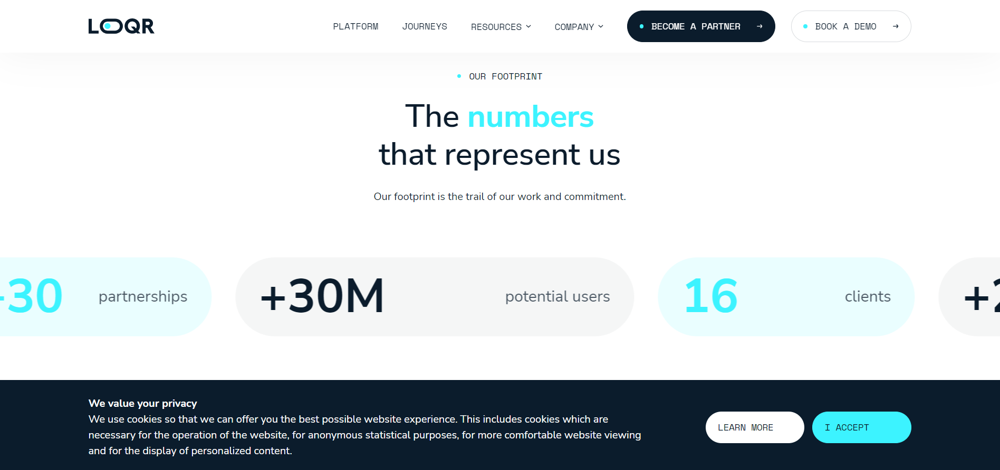 LOQR
PLATFORM
JOURNEYS
RESOURCES
COMPANY
BECOME A PARTNER →
BOOK A DEMO →
OUR FOOTPRINT
The numbers
that represent us
Our footprint is the trail of our work and commitment.
30 partnerships
+30M potential users
16 clients
We value your privacy
We use cookies so that we can offer you the best possible website experience. This includes cookies which are
necessary for the operation of the website, for anonymous statistical purposes, for more comfortable website viewing
and for the display of personalized content.
LEARN MORE
I ACCEPT